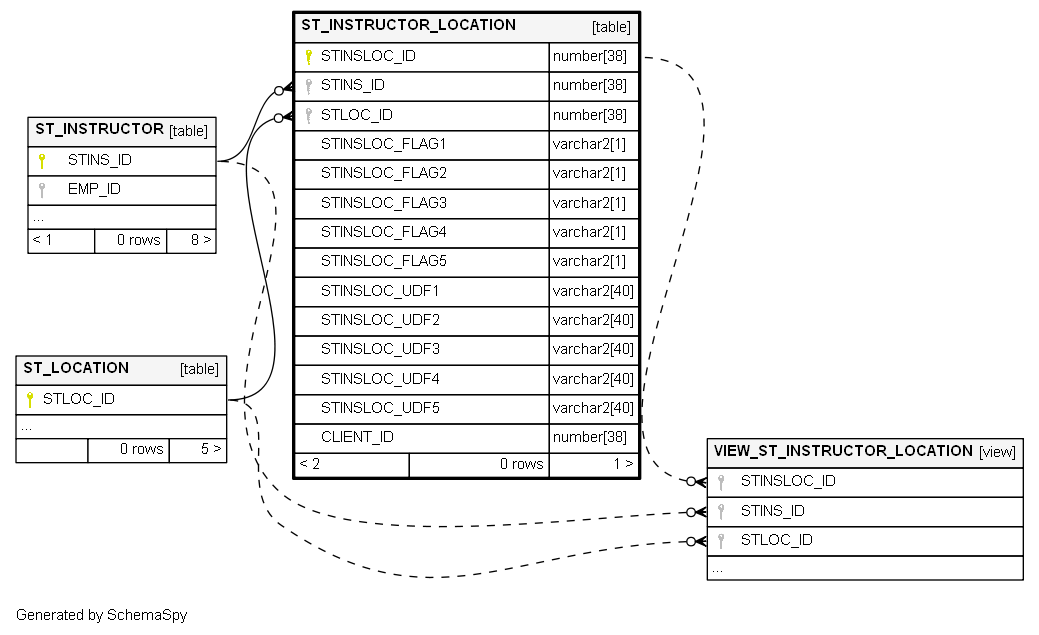 ST_INSTRUCTOR_LOCATION [table]
STINSLOC_ID number[38]
STINS_ID number[38]
STLOC_ID number[38]
STINSLOC_FLAG1 varchar2[1]
STINSLOC_FLAG2 varchar2[1]
STINSLOC_FLAG3 varchar2[1]
STINSLOC_FLAG4 varchar2[1]
STINSLOC_FLAG5 varchar2[1]
STINSLOC_UDF1 varchar2[40]
STINSLOC_UDF2 varchar2[40]
STINSLOC_UDF3 varchar2[40]
STINSLOC_UDF4 varchar2[40]
STINSLOC_UDF5 varchar2[40]
CLIENT_ID number[38]
< 2 0 rows 1 >
ST_INSTRUCTOR [table]
STINS_ID
EMP_ID
...
< 1 0 rows 8 >
ST_LOCATION [table]
STLOC_ID
...
0 rows 5 >
VIEW_ST_INSTRUCTOR_LOCATION [view]
STINSLOC_ID
STINS_ID
STLOC_ID
...
Generated by SchemaSpy